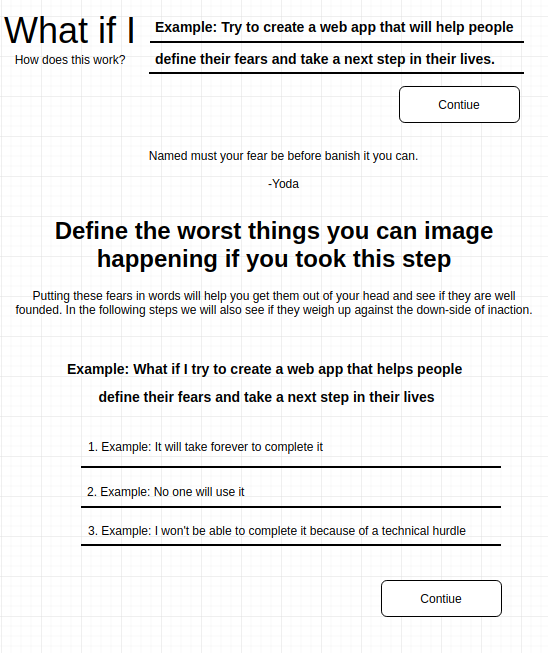 What if I
Example: Try to create a web app that will help people
define their fears and take a next step in their lives.
How does this work?
Contiue
Named must your fear be before banish it you can.
-Yoda
Define the worst things you can image
happening if you took this step
Putting these fears in words will help you get them out of your head and see if they are well
founded. In the following steps we will also see if they weigh up against the down-side of inaction.
Example: What if I try to create a web app that helps people
define their fears and take a next step in their lives
1. Example: It will take forever to complete it
2. Example: No one will use it
3. Example: I won't be able to complete it because of a technical hurdle
Contiue